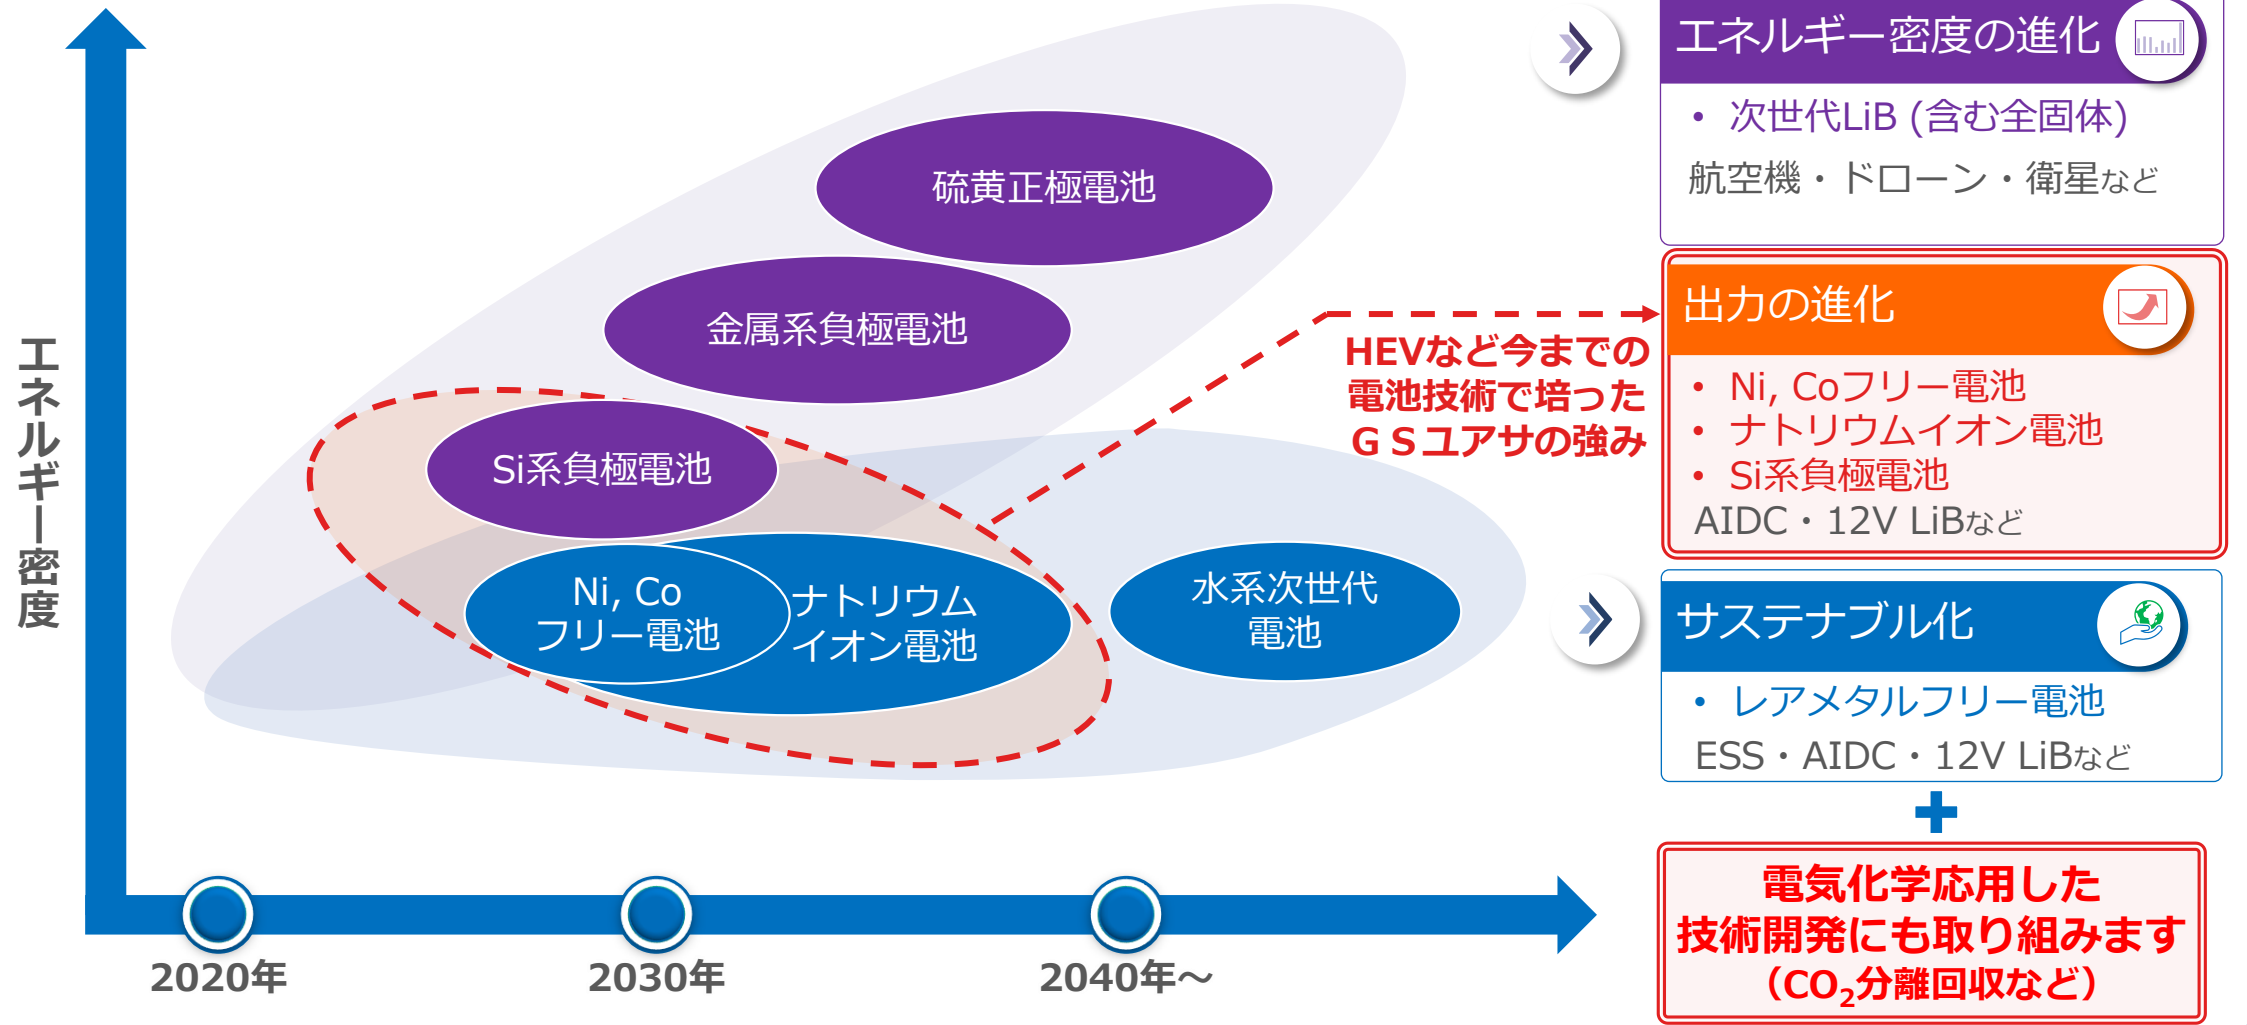 エネルギー密度
硫黄正極電池
金属系負極電池
Si系負極電池
Ni, Co
フリー電池
ナトリウム
イオン電池
水系次世代
電池
HEVなど今までの
電池技術で培った
ＧＳユアサの強み
2020年
2030年
2040年～
エネルギー密度の進化
• 次世代LiB (含む全固体)
航空機・ドローン・衛星など
出力の進化
• Ni, Coフリー電池
• ナトリウムイオン電池
• Si系負極電池
AIDC・12V LiBなど
サステナブル化
• レアメタルフリー電池
ESS・AIDC・12V LiBなど
電気化学応用した
技術開発にも取り組みます
（CO₂分離回収など）